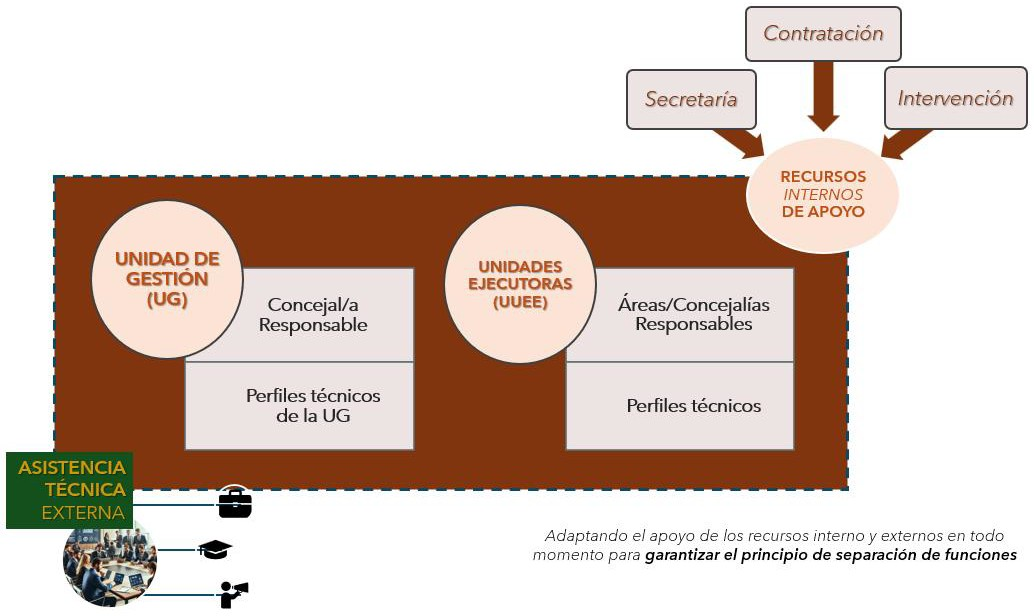 Contratación
Secretaría
Intervención
RECURSOS
INTERNOS
DE APOYO
UNIDAD DE
GESTIÓN
(UG)
Concejal/a
Responsable
Perfiles técnicos
de la UG
UNIDADES
EJECUTORAS
(UUEE)
Áreas/Concejalías
Responsables
Perfiles técnicos
ASISTENCIA
TÉCNICA
EXTERNA
Adaptando el apoyo de los recursos interno y externos en todo
momento para garantizar el principio de separación de funciones